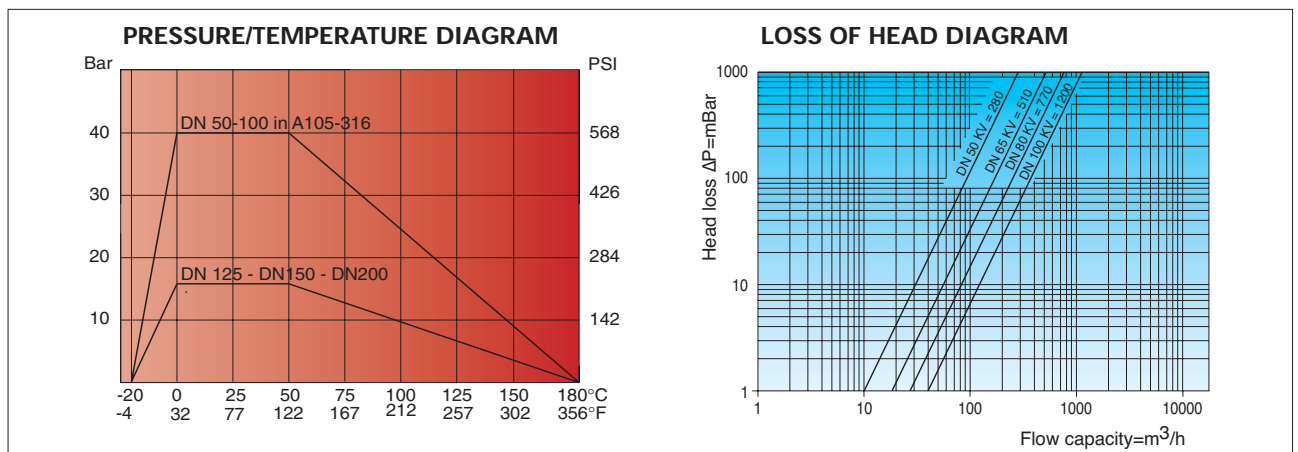 PRESSURE/TEMPERATURE DIAGRAM
Bar
PSI
40
30
20
10
568
426
284
142
DN 50-100 in A105-316
DN 125 - DN150 - DN200
-20 0 25 50 75 100 125 150 180°C
-4 32 77 122 167 212 257 302 356°F
LOSS OF HEAD DIAGRAM
Head loss ΔP=mBar
1000
100
10
1
DN 50 KV = 280
DN 65 KV = 510
DN 80 KV = 770
DN 100 KV = 1200
1 10 100 1000 10000
Flow capacity=m³/h